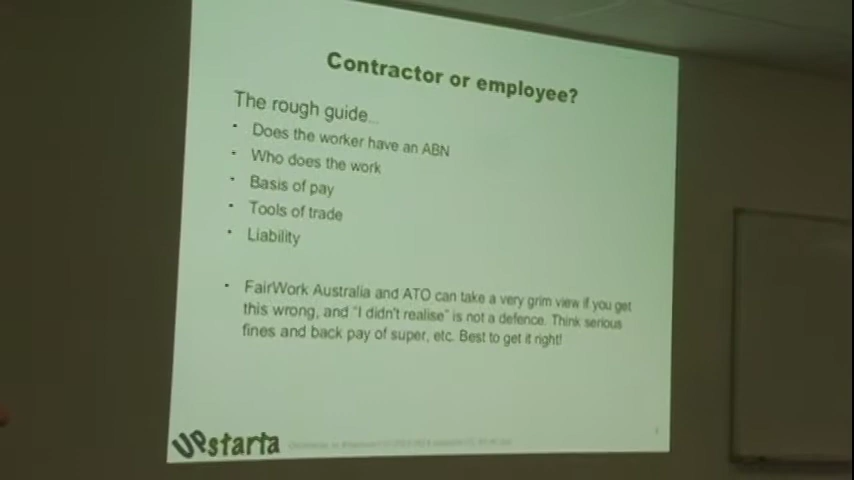 Contractor or employee?
The rough guide...
• Does the worker have an ABN
• Who does the work
• Basis of pay
• Tools of trade
• Liability
• FairWork Australia and ATO can take a very grim view if you get
this wrong, and "I didn't realise" is not a defence. Think serious
fines and back pay of super, etc. Best to get it right!
UPstarta